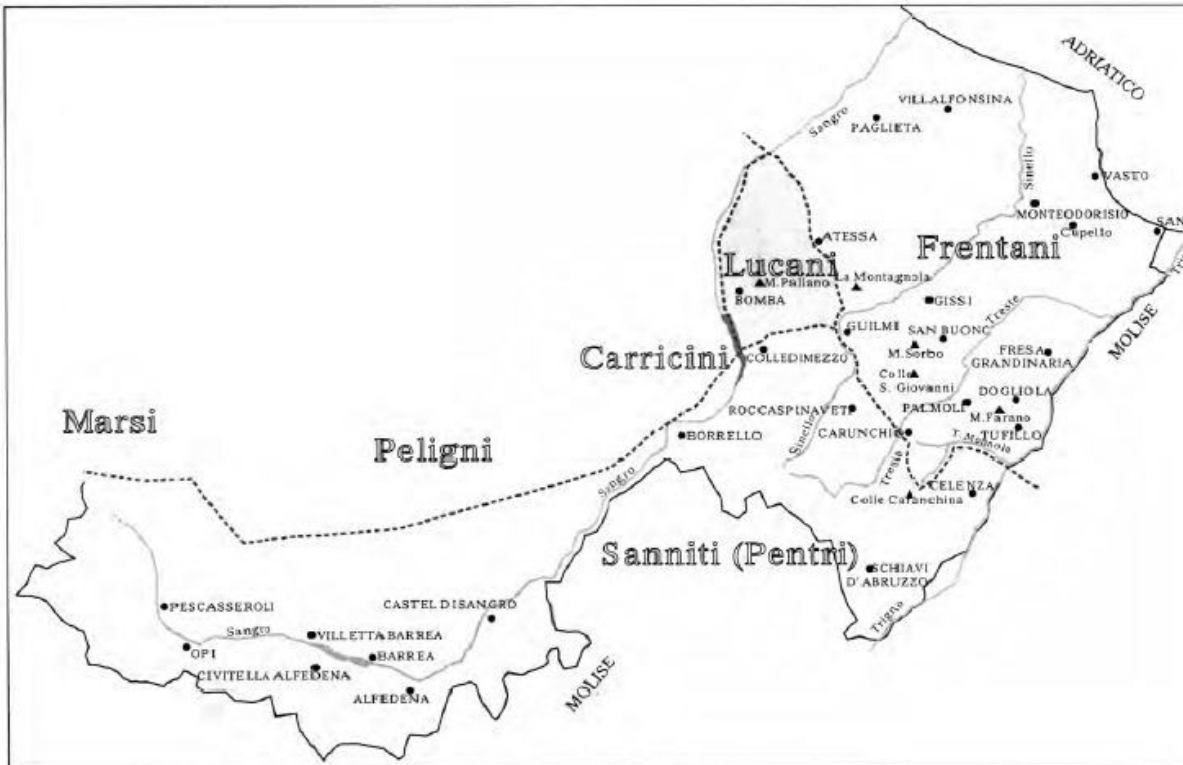 ADRIATICO
VILLALFONSINA
PAGLIETA
Sangro
Sinello
VASTO
MONTEODORISIO
Cupello
SAN
ATESSA
Frentani
Lucani
La Montagnola
M. Pallano
BOMBA
GISSI
Treste
GUILMI
SAN BUONO
MOLISE
M. Sorbo
FRESA
GRANDINARIA
Carricini
COLLEDIMEZZO
Colle
S. Giovanni
DOGLIOLA
PALMOLI
M. Farano
ROCCASPINAVETI
Marsi
TUFILLO
CARUNCHIO
BORRELLO
Peligni
Sinello
T. Magnola
Treste
Sangro
CELENZA
Colle Caranchina
Sanniti (Pentri)
SCHIAVI
D'ABRUZZO
PESCASSEROLI
CASTEL DI SANGRO
Trigno
Sangro
VILLETTA BARREA
OPI
BARREA
CIVITELLA ALFEDENA
MOLISE
ALFEDENA